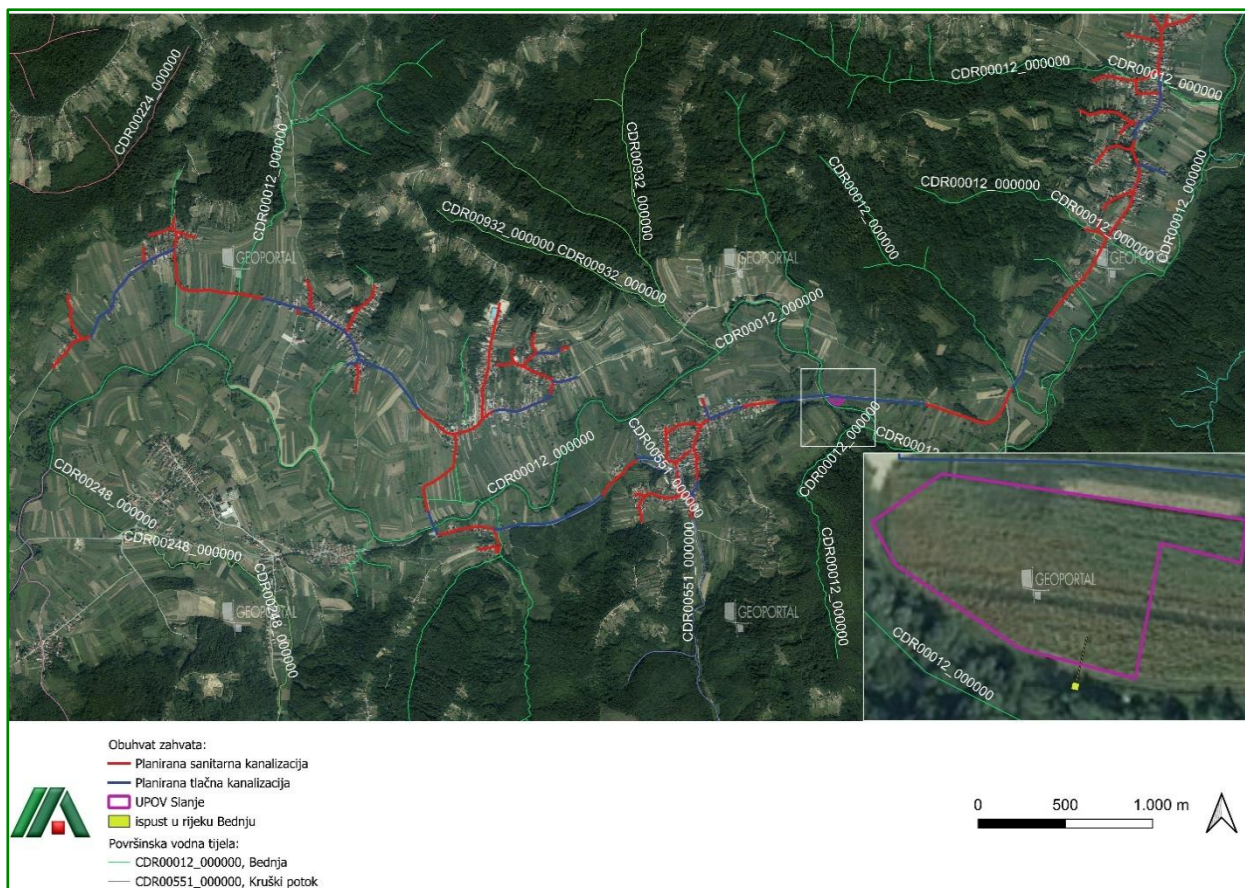 CDR00224_000000
CDR00012_000000
CDR00932_000000
CDR00012_000000
CDR00012_000000
CDR00012_000000
CDR00012_000000
CDR00012_000000
CDR00012_000000
CDR00932_000000 CDR00932_000000
GEOPORTAL
GEOPORTAL
GEOPORTAL
CDR00012_000000
CDR00012_000000
CDR00551_000000
CDR00012_000000
CDR00012
CDR00248_000000
CDR00248_000000
CDR00248_000000
CDR00551_000000
CDR00012_000000
GEOPORTAL
GEOPORTAL
GEOPORTAL
CDR00012_000000
Obuhvat zahvata:
Planirana sanitarna kanalizacija
Planirana tlačna kanalizacija
UPOV Slanje
ispust u rijeku Bednju
Površinska vodna tijela:
CDR00012_000000, Bednja
CDR00551_000000, Kruški potok
0 500 1.000 m